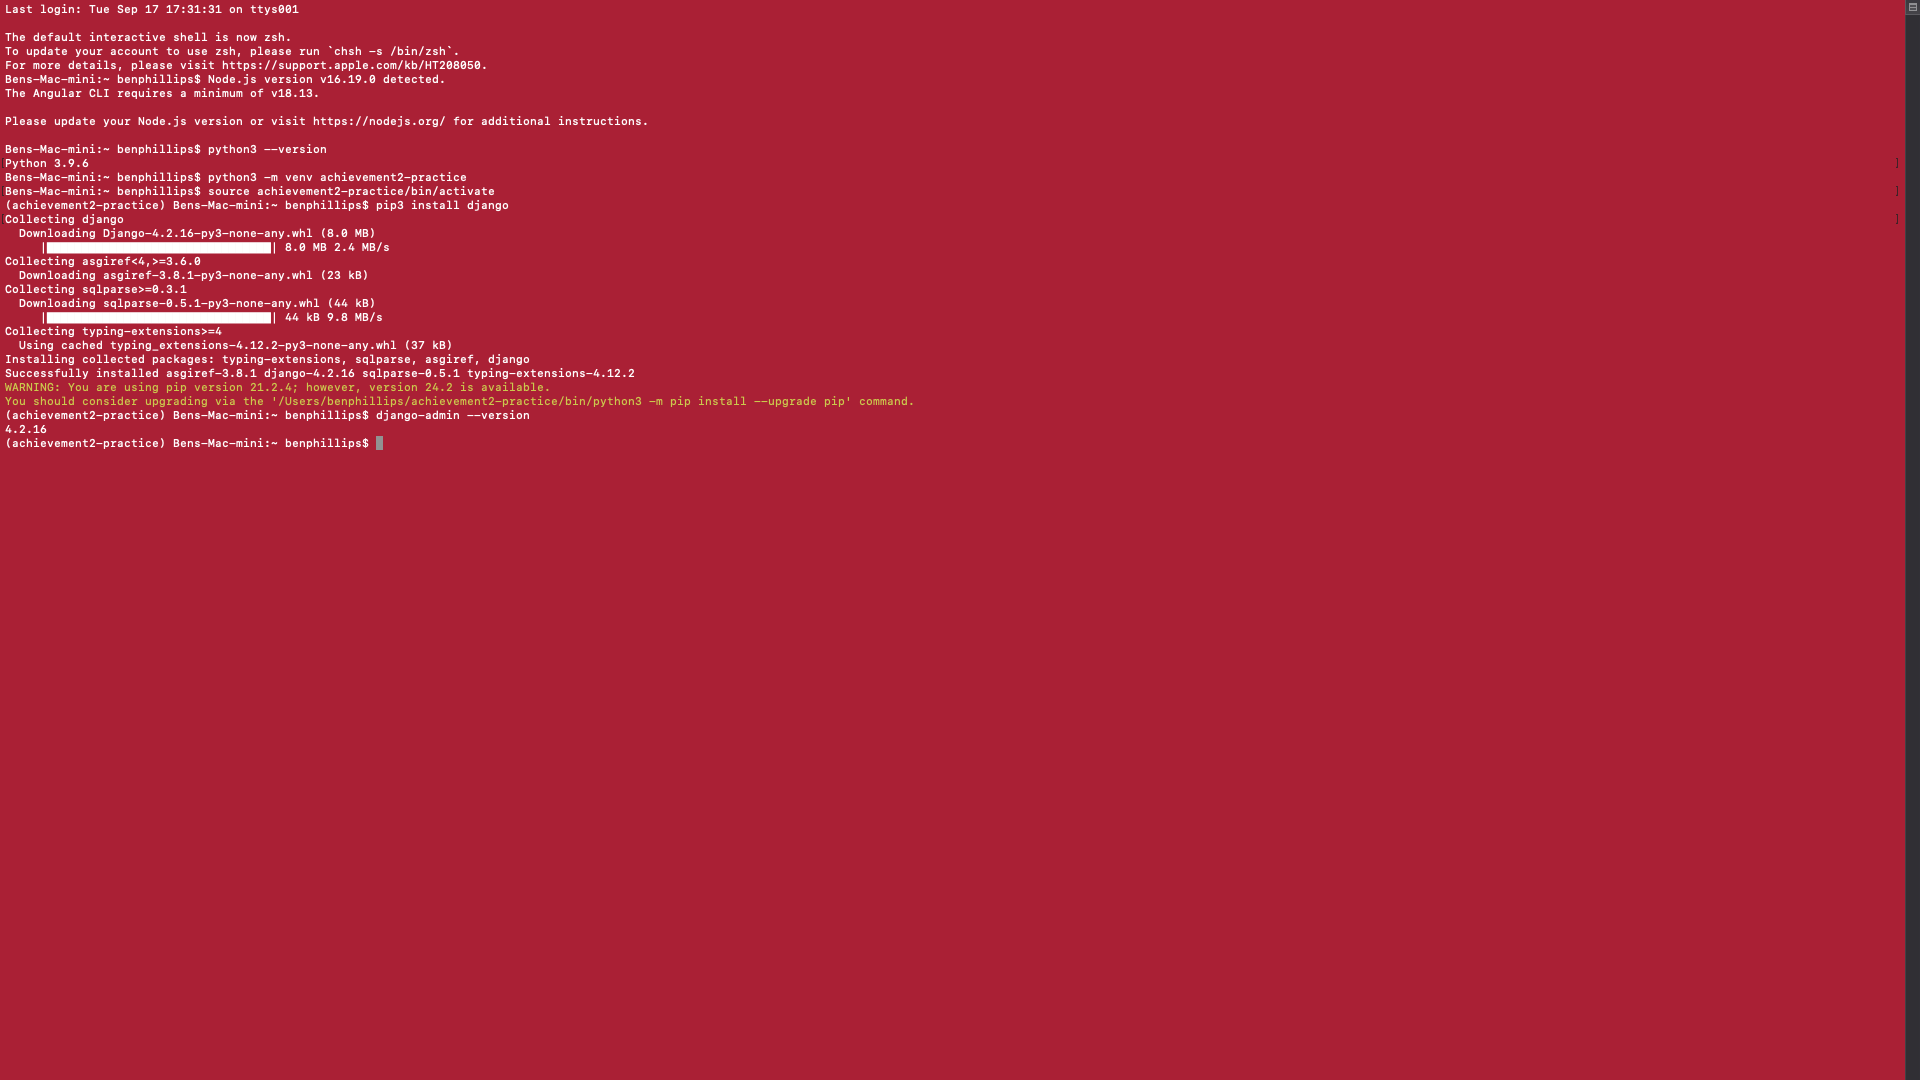 Last login: Tue Sep 17 17:31:31 on ttys001
The default interactive shell is now zsh.
To update your account to use zsh, please run `chsh -s /bin/zsh`.
For more details, please visit https://support.apple.com/kb/HT208050.
Bens-Mac-mini:~ benphillips$ Node.js version v16.19.0 detected.
The Angular CLI requires a minimum of v18.13.
Please update your Node.js version or visit https://nodejs.org/ for additional instructions.
Bens-Mac-mini:~ benphillips$ python3 --version
Python 3.9.6
Bens-Mac-mini:~ benphillips$ python3 -m venv achievement2-practice
Bens-Mac-mini:~ benphillips$ source achievement2-practice/bin/activate
(achievement2-practice) Bens-Mac-mini:~ benphillips$ pip3 install django
Collecting django
  Downloading Django-4.2.16-py3-none-any.whl (8.0 MB)
     |████████████████████████████████| 8.0 MB 2.4 MB/s
Collecting asgiref<4,>=3.6.0
  Downloading asgiref-3.8.1-py3-none-any.whl (23 kB)
Collecting sqlparse>=0.3.1
  Downloading sqlparse-0.5.1-py3-none-any.whl (44 kB)
     |████████████████████████████████| 44 kB 9.8 MB/s
Collecting typing-extensions>=4
  Using cached typing_extensions-4.12.2-py3-none-any.whl (37 kB)
Installing collected packages: typing-extensions, sqlparse, asgiref, django
Successfully installed asgiref-3.8.1 django-4.2.16 sqlparse-0.5.1 typing-extensions-4.12.2
WARNING: You are using pip version 21.2.4; however, version 24.2 is available.
You should consider upgrading via the '/Users/benphillips/achievement2-practice/bin/python3 -m pip install --upgrade pip' command.
(achievement2-practice) Bens-Mac-mini:~ benphillips$ django-admin --version
4.2.16
(achievement2-practice) Bens-Mac-mini:~ benphillips$